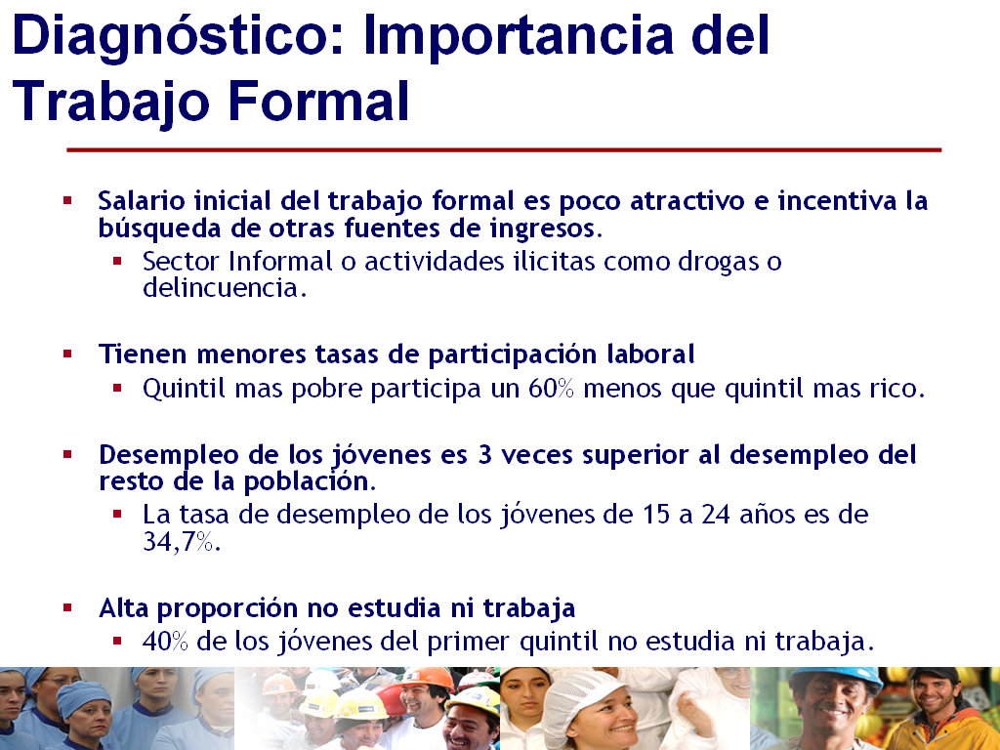 Diagnóstico: Importancia del
Trabajo Formal
Salario inicial del trabajo formal es poco atractivo e incentiva la
búsqueda de otras fuentes de ingresos.
Sector Informal o actividades ilicitas como drogas o
delincuencia.
Tienen menores tasas de participación laboral
Quintil mas pobre participa un 60% menos que quintil mas rico.
Desempleo de los jóvenes es 3 veces superior al desempleo del
resto de la población.
La tasa de desempleo de los jóvenes de 15 a 24 años es de
34,7%.
Alta proporción no estudia ni trabaja
40% de los jóvenes del primer quintil no estudia ni trabaja.